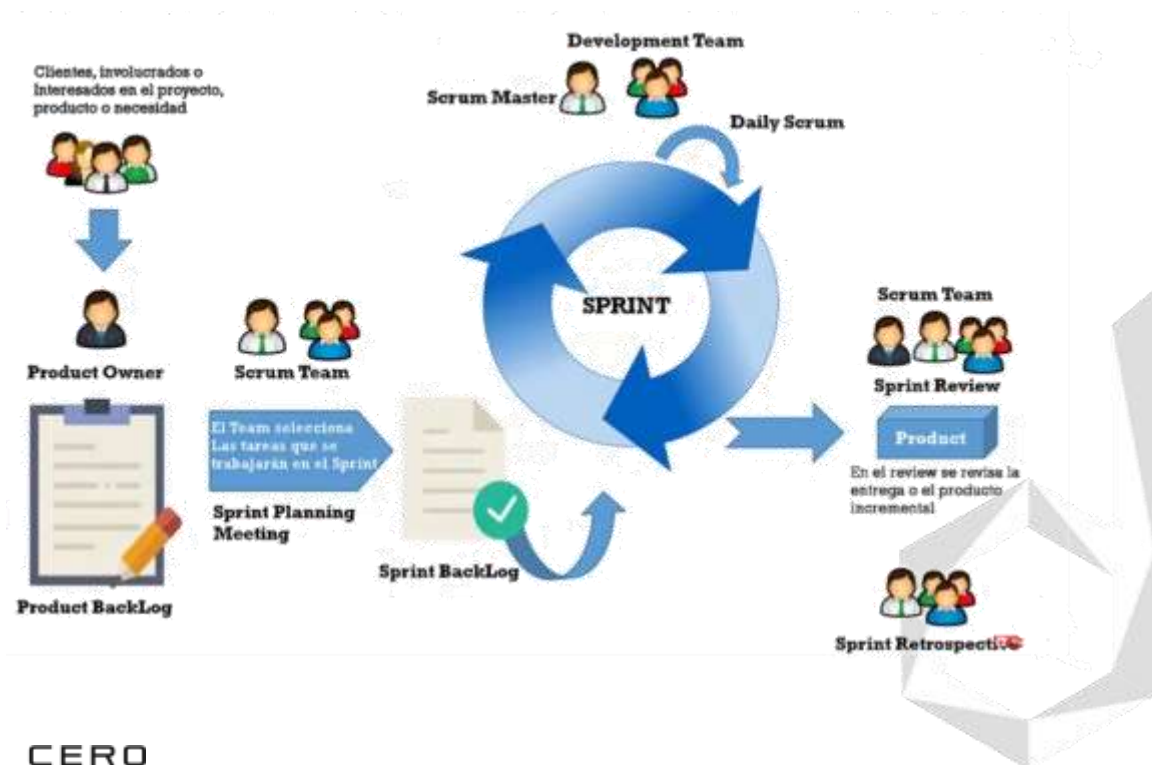 Development Team
Clientes, involucrados o
Interesados en el proyecto,
producto o necesidad
Scrum Master
Daily Scrum
SPRINT
Product Owner
Scrum Team
El Team selecciona
Las tareas que se
trabajarán en el Sprint
Sprint Planning
Meeting
Sprint BackLog
Product BackLog
Scrum Team
Sprint Review
Product
En el review se revisa la
entrega o el producto
incremental
Sprint Retrospective
CERO